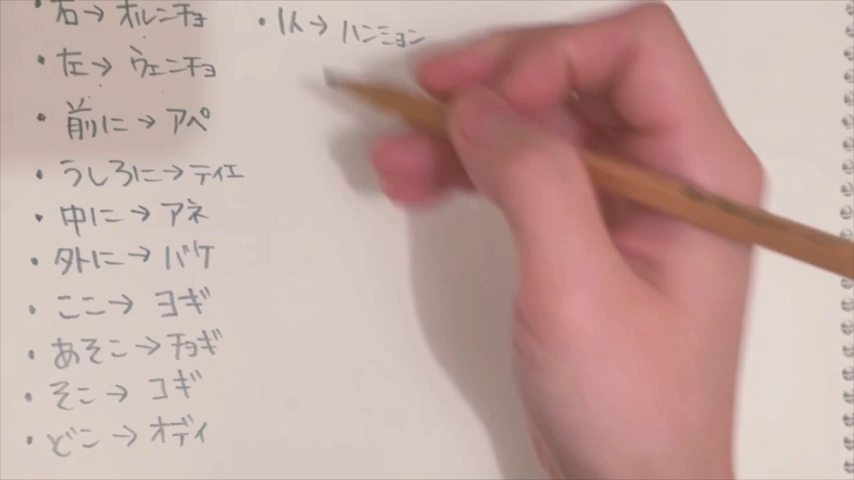 ・右→オルンチョ
・左→ウェンチョ
・前に→アペ
・うしろに→ティエ
・中に→アネ
・外に→バケ
・ここ→ヨギ
・あそこ→チョギ
・そこ→コギ
・どこ→オディ
・1人→ハンミョン